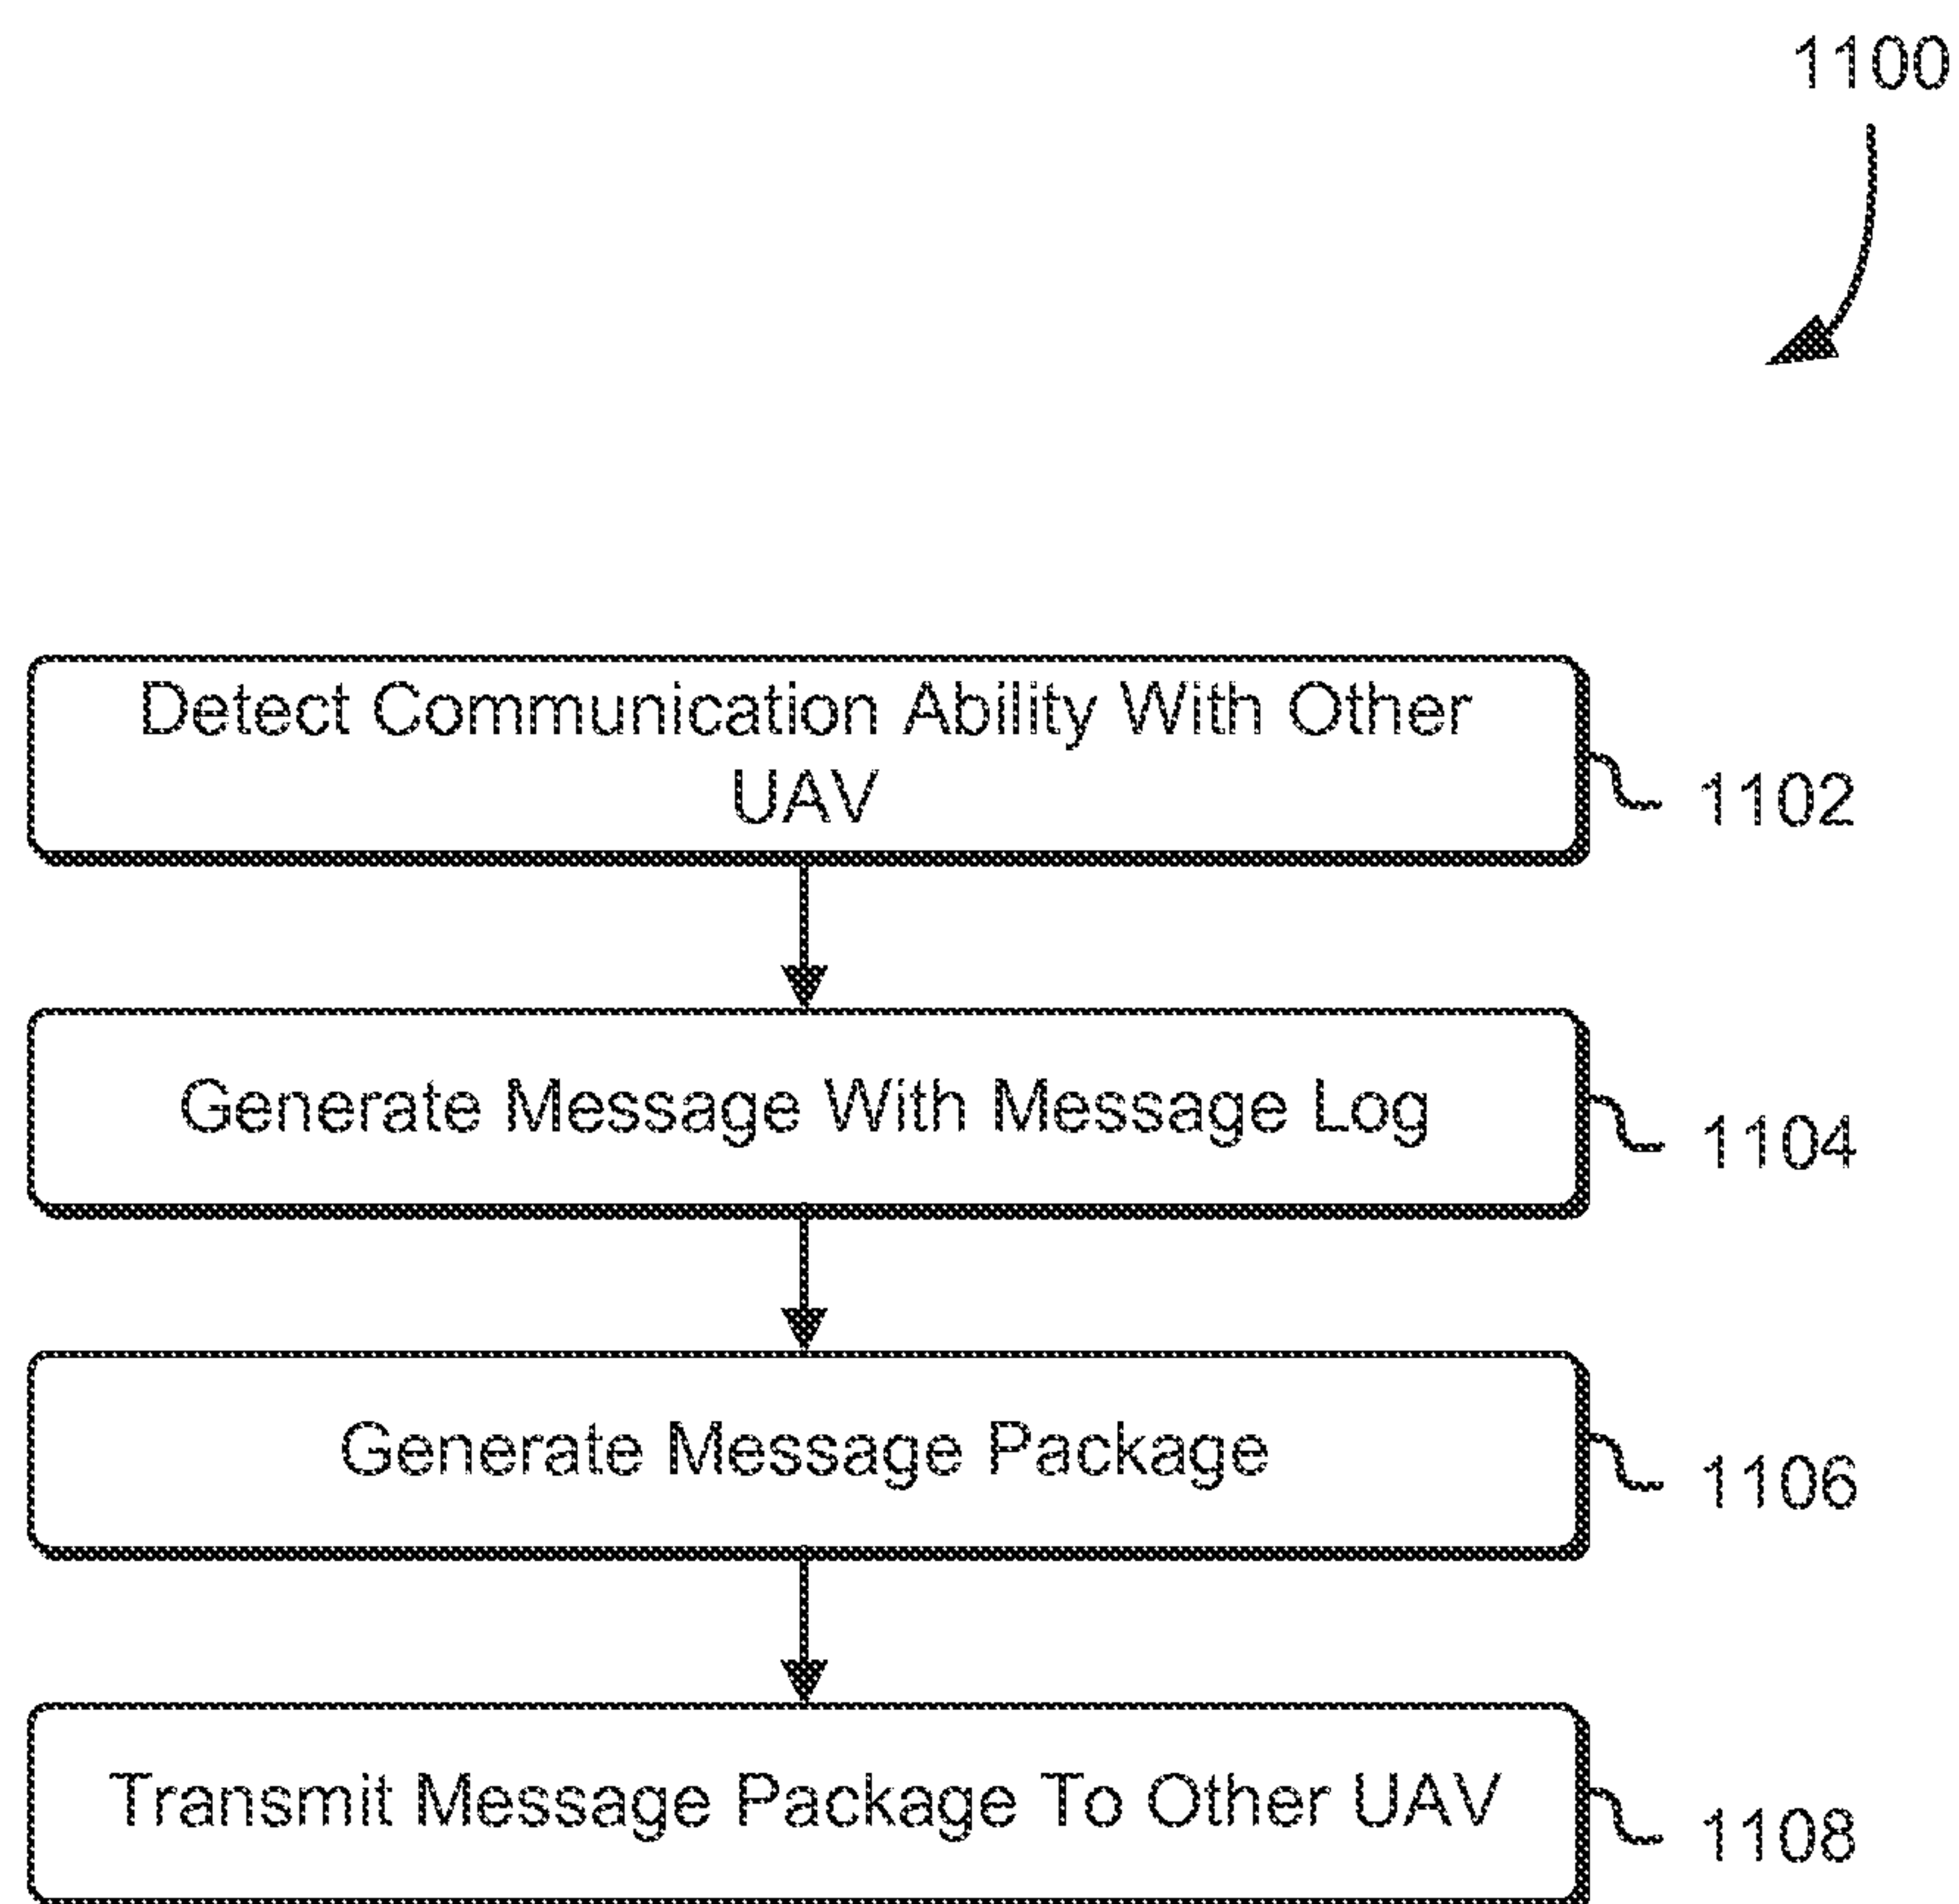 1100
Detect Communication Ability With Other
UAV
1102
Generate Message With Message Log
1104
Generate Message Package
1106
Transmit Message Package To Other UAV
1108